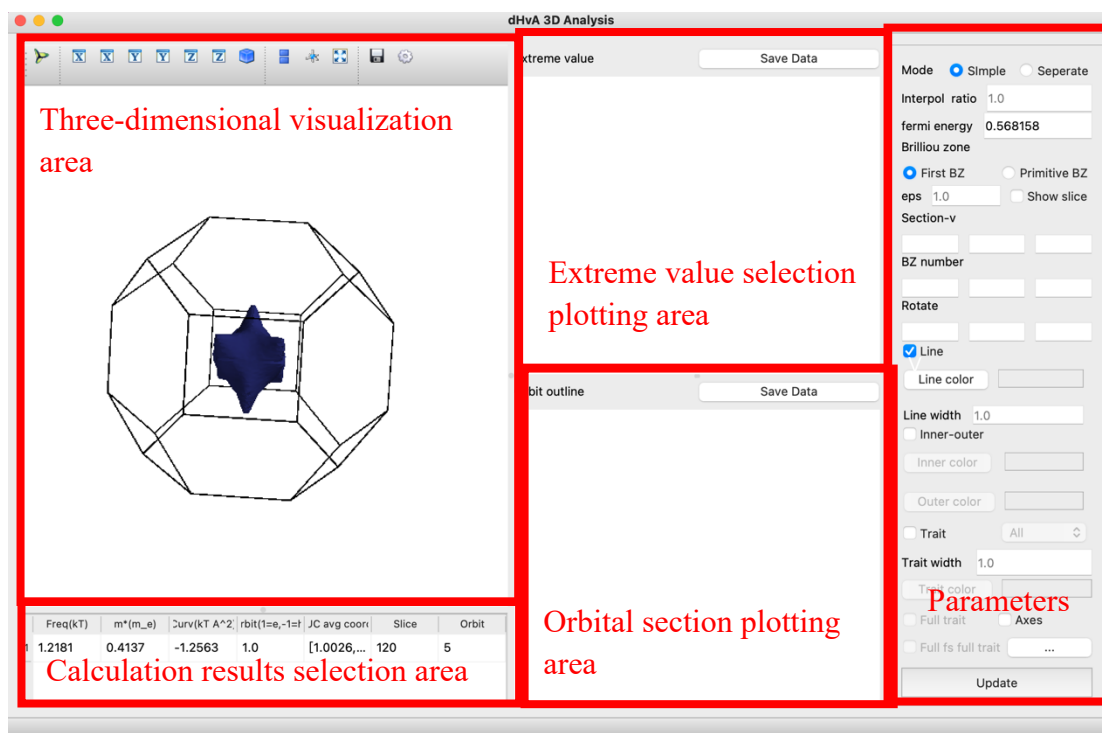 dHvA 3D Analysis
X X Y Y Z Z
Three-dimensional visualization
area
xtreme value
Save Data
Extreme value selection
plotting area
bit outline
Save Data
Orbital section plotting
area
Freq(kT) m*(m_e) Curv(kT A^2) rbit(1=e,-1=h JC avg coor Slice Orbit
1 1.2181 0.4137 -1.2563 1.0 [1.0026,... 120 5
Calculation results selection area
Mode SImple Seperate
Interpol ratio 1.0
fermi energy 0.568158
Brilliou zone
First BZ Primitive BZ
eps 1.0 Show slice
Section-v
BZ number
Rotate
Line
Line color
Line width 1.0
Inner-outer
Inner color
Outer color
Trait All
Trait width 1.0
Trait color
Parameters
Full trait Axes
Full fs full trait ...
Update